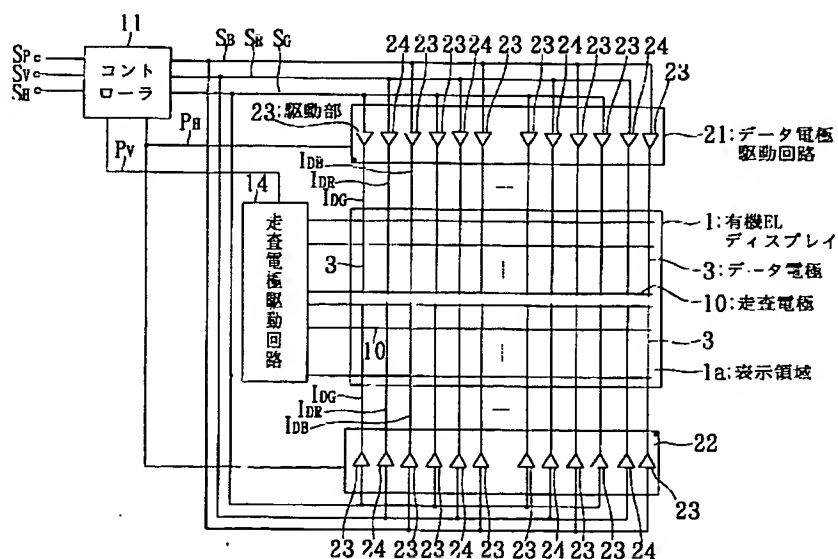 11
SP
SV
SH
コント
ローラ
SB SR SG
24 23 23 24 23 23 24 23 23 24
23:駆動部
23
21:データ電極
駆動回路
PH
PV
IDB
IDR
IDG
14
走査電極駆動回路
1:有機EL
ディスプレイ
3
3:データ電極
10:走査電極
10
3
1a:表示領域
IDG
IDR
IDB
22
23
23 24 23 23 24 23 23 24 23 23 24